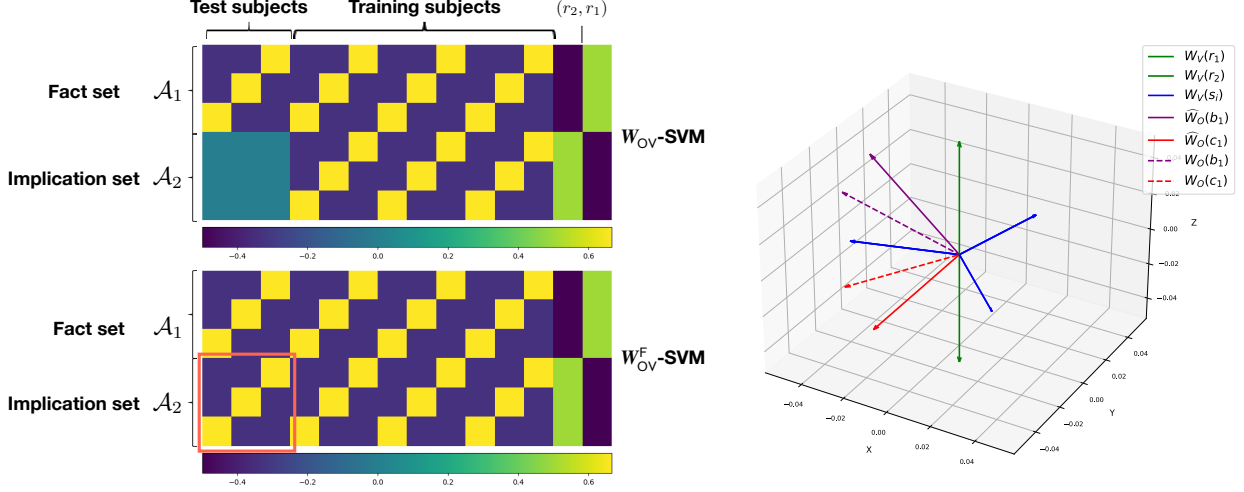 Test subjects Training subjects (r₂, r₁)
Fact set A₁
W_OV-SVM
Implication set A₂
−0.4 −0.2 0.0 0.2 0.4 0.6
Fact set A₁
W_OV^F-SVM
Implication set A₂
−0.4 −0.2 0.0 0.2 0.4 0.6
W_V(r₁)
W_V(r₂)
W_V(s_i)
Ŵ_O(b₁)
Ŵ_O(c₁)
W_O(b₁)
W_O(c₁)
0.02
0.00
−0.02
−0.04
Z
−0.04 −0.02 0.00 0.02 0.04
X
−0.04 −0.02 0.00 0.02 0.04
Y